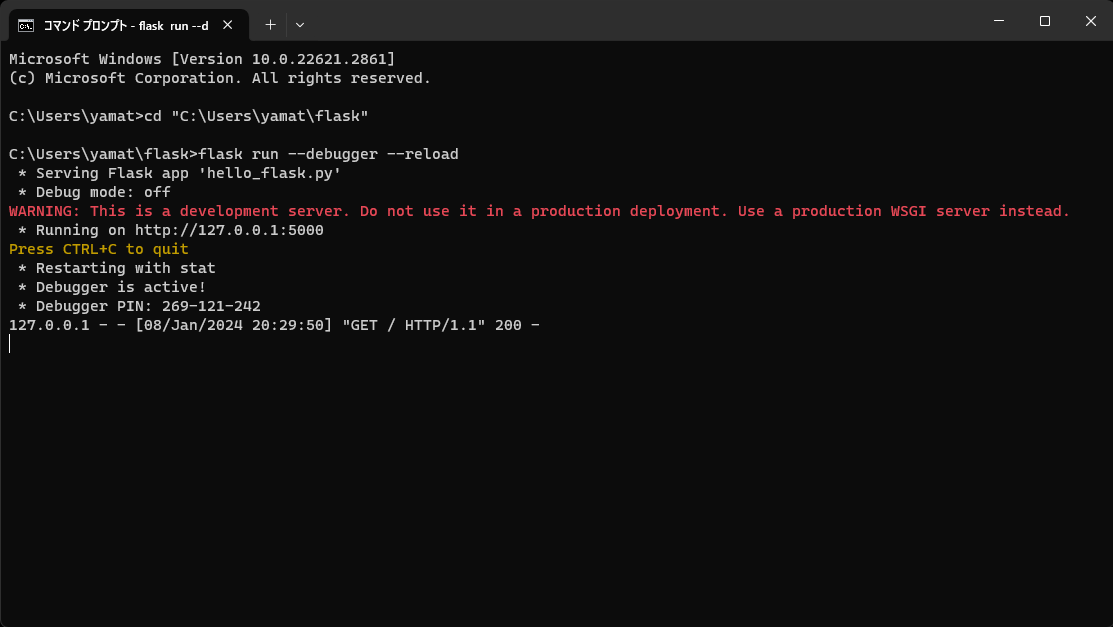 コマンド プロンプト - flask  run --d
Microsoft Windows [Version 10.0.22621.2861]
(c) Microsoft Corporation. All rights reserved.
C:\Users\yamat>cd "C:\Users\yamat\flask"
C:\Users\yamat\flask>flask run --debugger --reload
 * Serving Flask app 'hello_flask.py'
 * Debug mode: off
WARNING: This is a development server. Do not use it in a production deployment. Use a production WSGI server instead.
 * Running on http://127.0.0.1:5000
Press CTRL+C to quit
 * Restarting with stat
 * Debugger is active!
 * Debugger PIN: 269-121-242
127.0.0.1 - - [08/Jan/2024 20:29:50] "GET / HTTP/1.1" 200 -